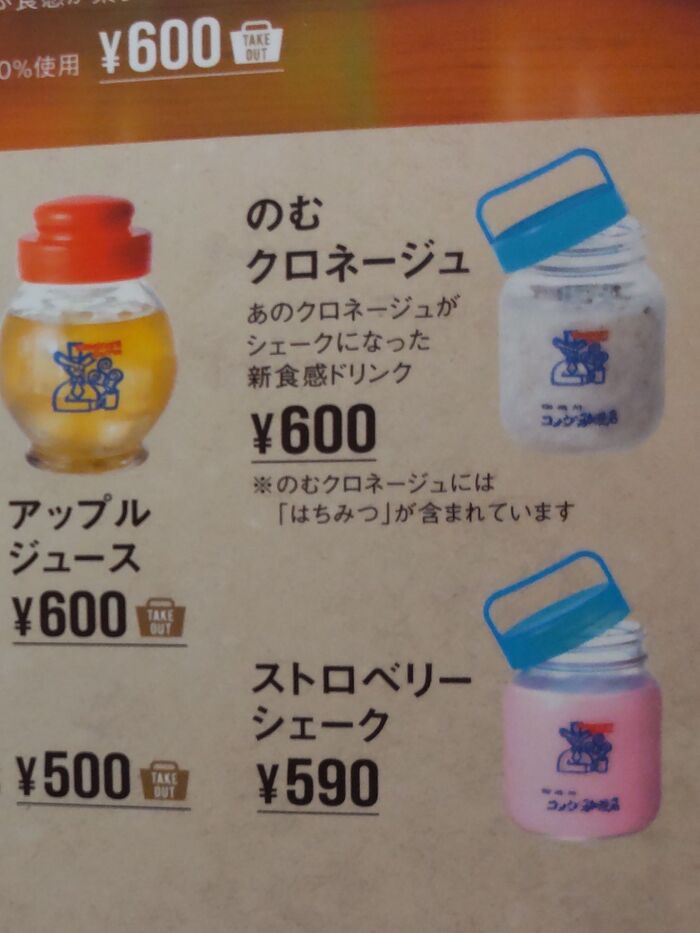 0%使用 ¥600 TAKE OUT
のむ
クロネージュ
あのクロネージュが
シェークになった
新食感ドリンク
¥600
※のむクロネージュには
「はちみつ」が含まれています
アップル
ジュース
¥600 TAKE OUT
ストロベリー
シェーク
¥590
¥500 TAKE OUT